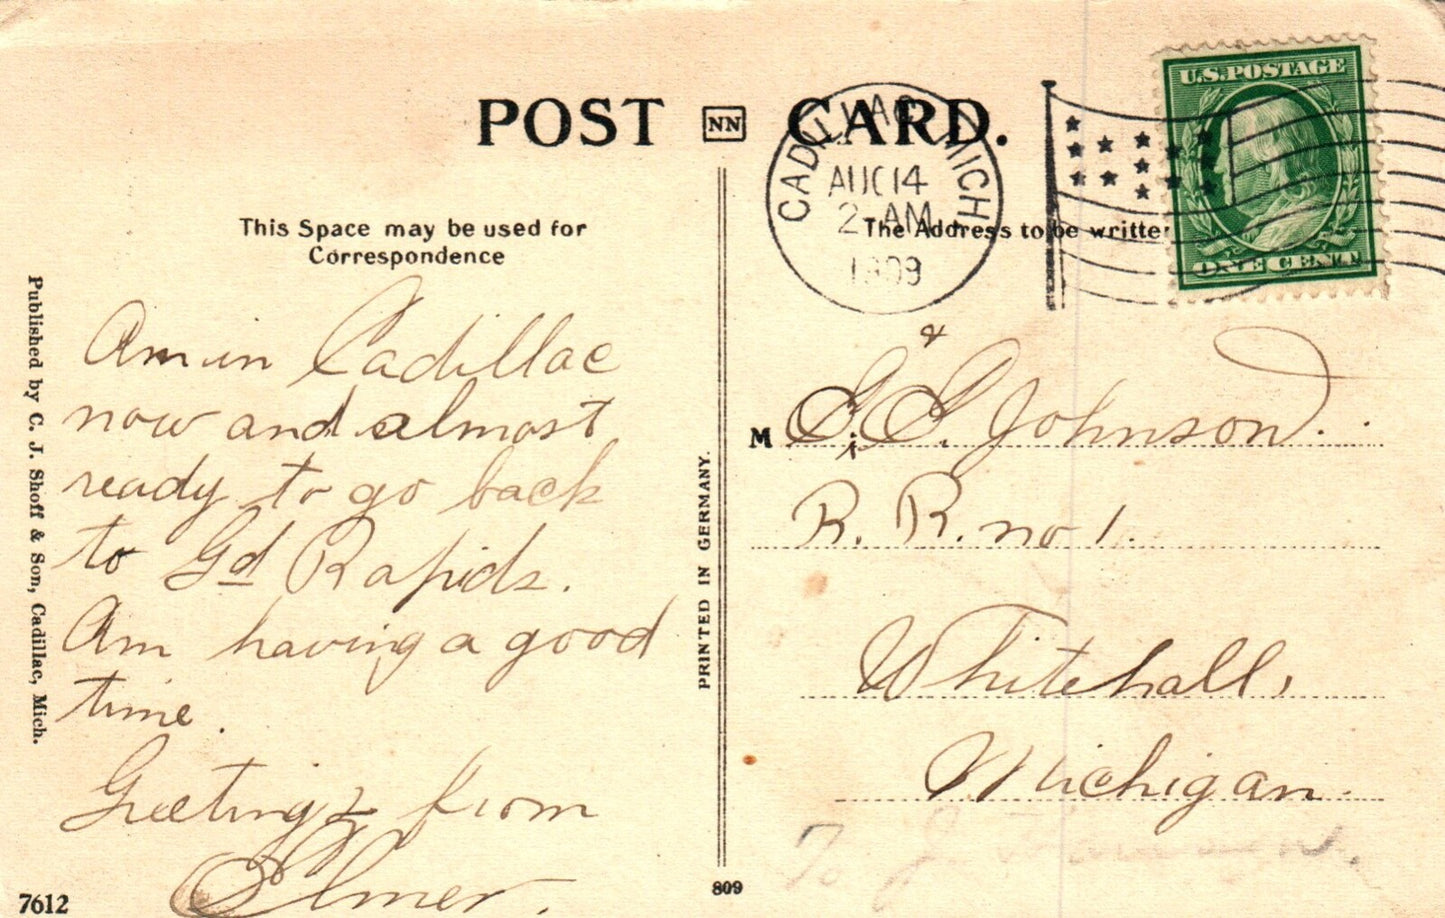 POST NN CARD.
CADILLAC MICH
AUG 14
2-AM
1909
U.S. POSTAGE
ONE CENT
This Space may be used for
Correspondence
The Address to be written
Published by C. J. Shoff & Son, Cadillac, Mich.
Am in Cadillac
now and almost
ready to go back
to Gd Rapids.
Am having a good
time.
Greetings from
Elmer.
7612
PRINTED IN GERMANY.
809
&
M G. G. Johnson.
R. R. no 1.
Whitehall,
Michigan.
To J